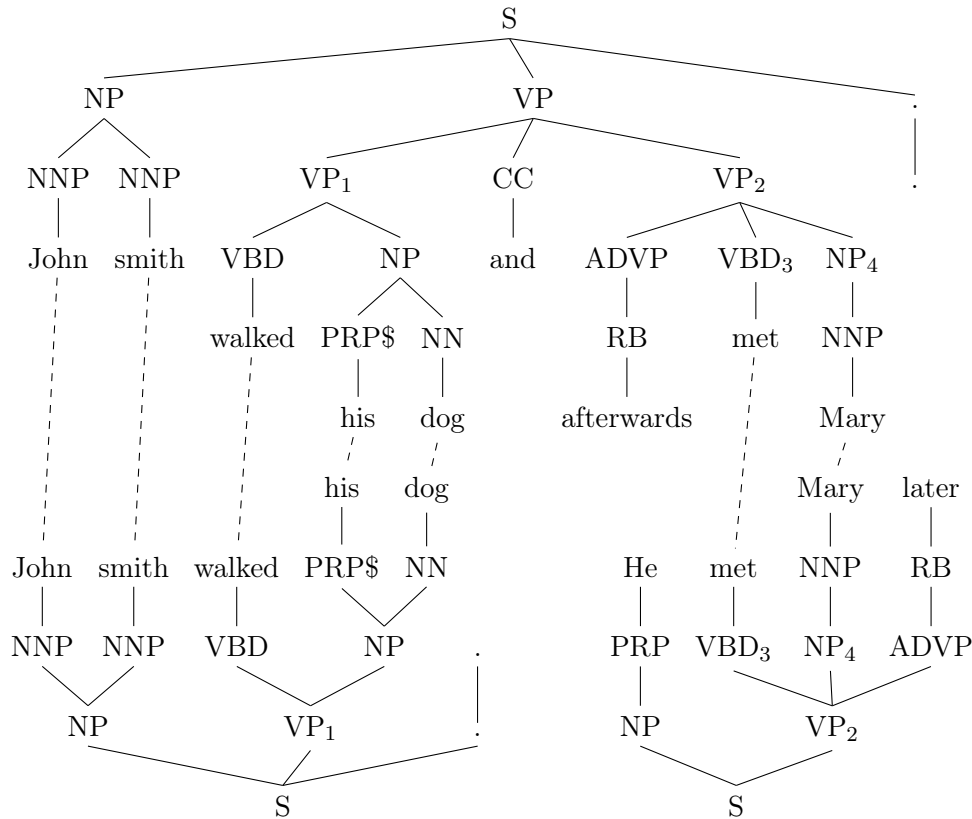 S
NP VP .
NNP NNP VP₁ CC VP₂ .
John smith VBD NP and ADVP VBD₃ NP₄
walked PRP$ NN RB met NNP
his dog afterwards Mary
his dog Mary later
John smith walked PRP$ NN He met NNP RB
NNP NNP VBD NP . PRP VBD₃ NP₄ ADVP
NP VP₁ . NP VP₂
S S